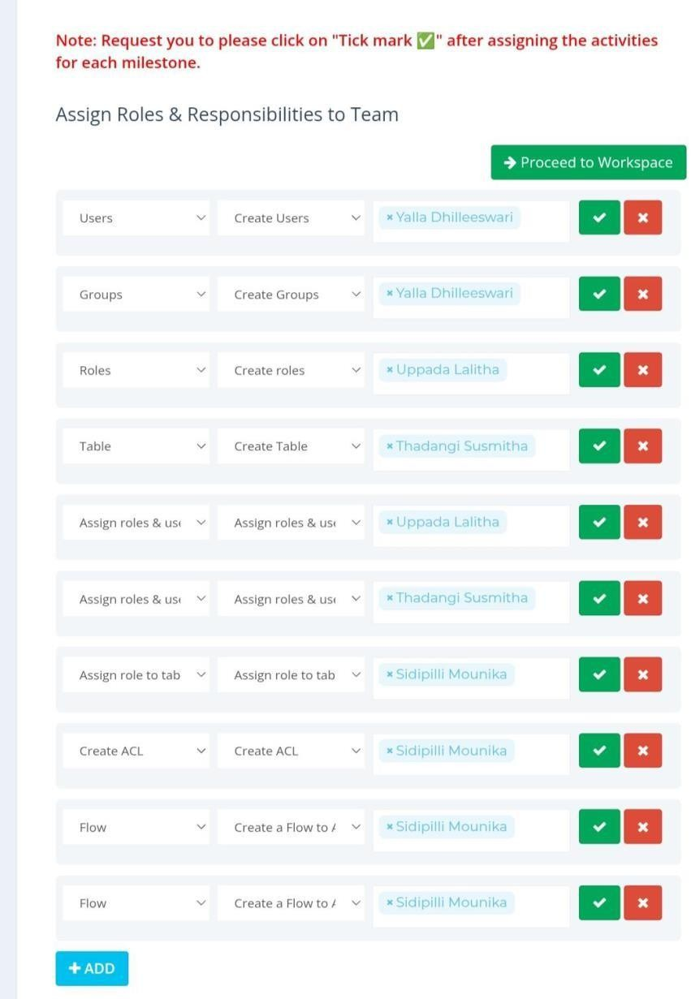 Note: Request you to please click on "Tick mark ✅" after assigning the activities
for each milestone.
Assign Roles & Responsibilities to Team
→ Proceed to Workspace
Users Create Users × Yalla Dhilleeswari
Groups Create Groups × Yalla Dhilleeswari
Roles Create roles × Uppada Lalitha
Table Create Table × Thadangi Susmitha
Assign roles & use Assign roles & use × Uppada Lalitha
Assign roles & use Assign roles & use × Thadangi Susmitha
Assign role to tab Assign role to tab × Sidipilli Mounika
Create ACL Create ACL × Sidipilli Mounika
Flow Create a Flow to × Sidipilli Mounika
Flow Create a Flow to × Sidipilli Mounika
+ ADD